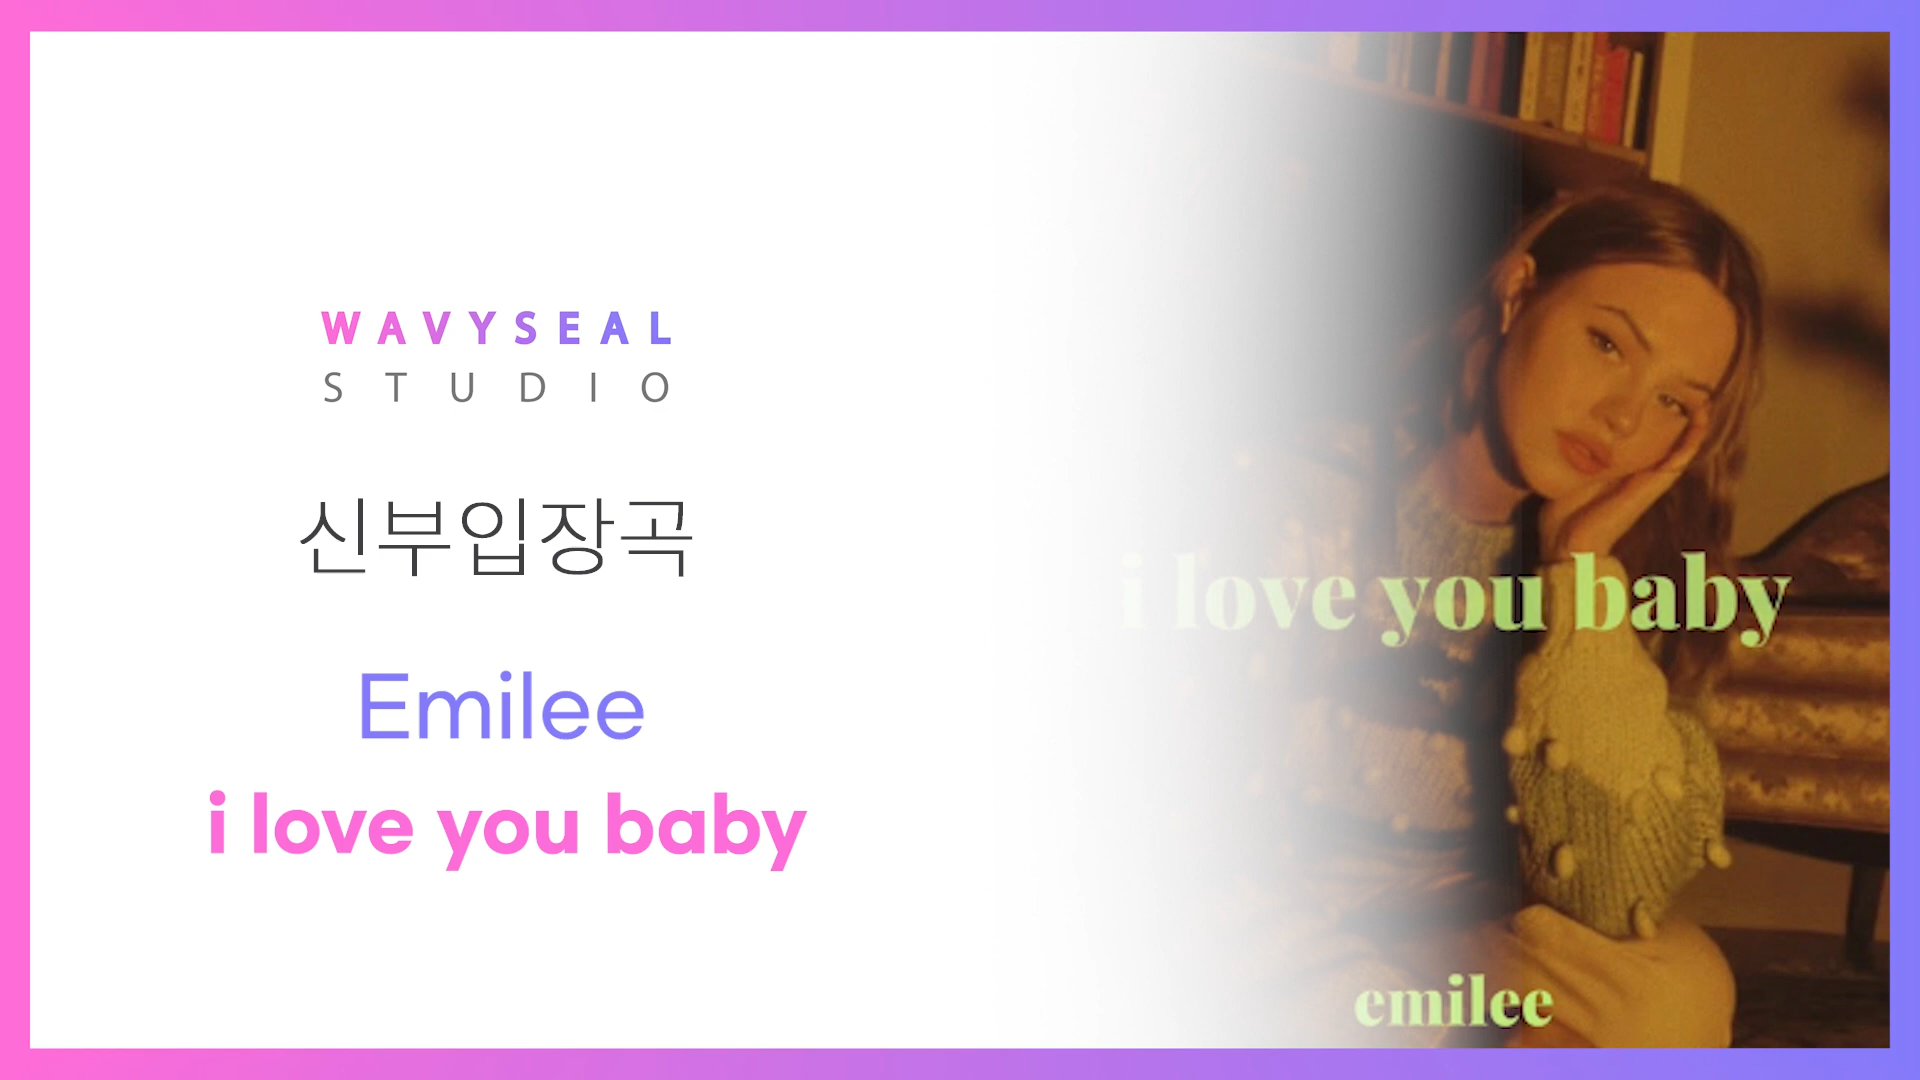 WAVYSEAL
STUDIO
신부입장곡
Emilee
i love you baby
i love you baby
emilee